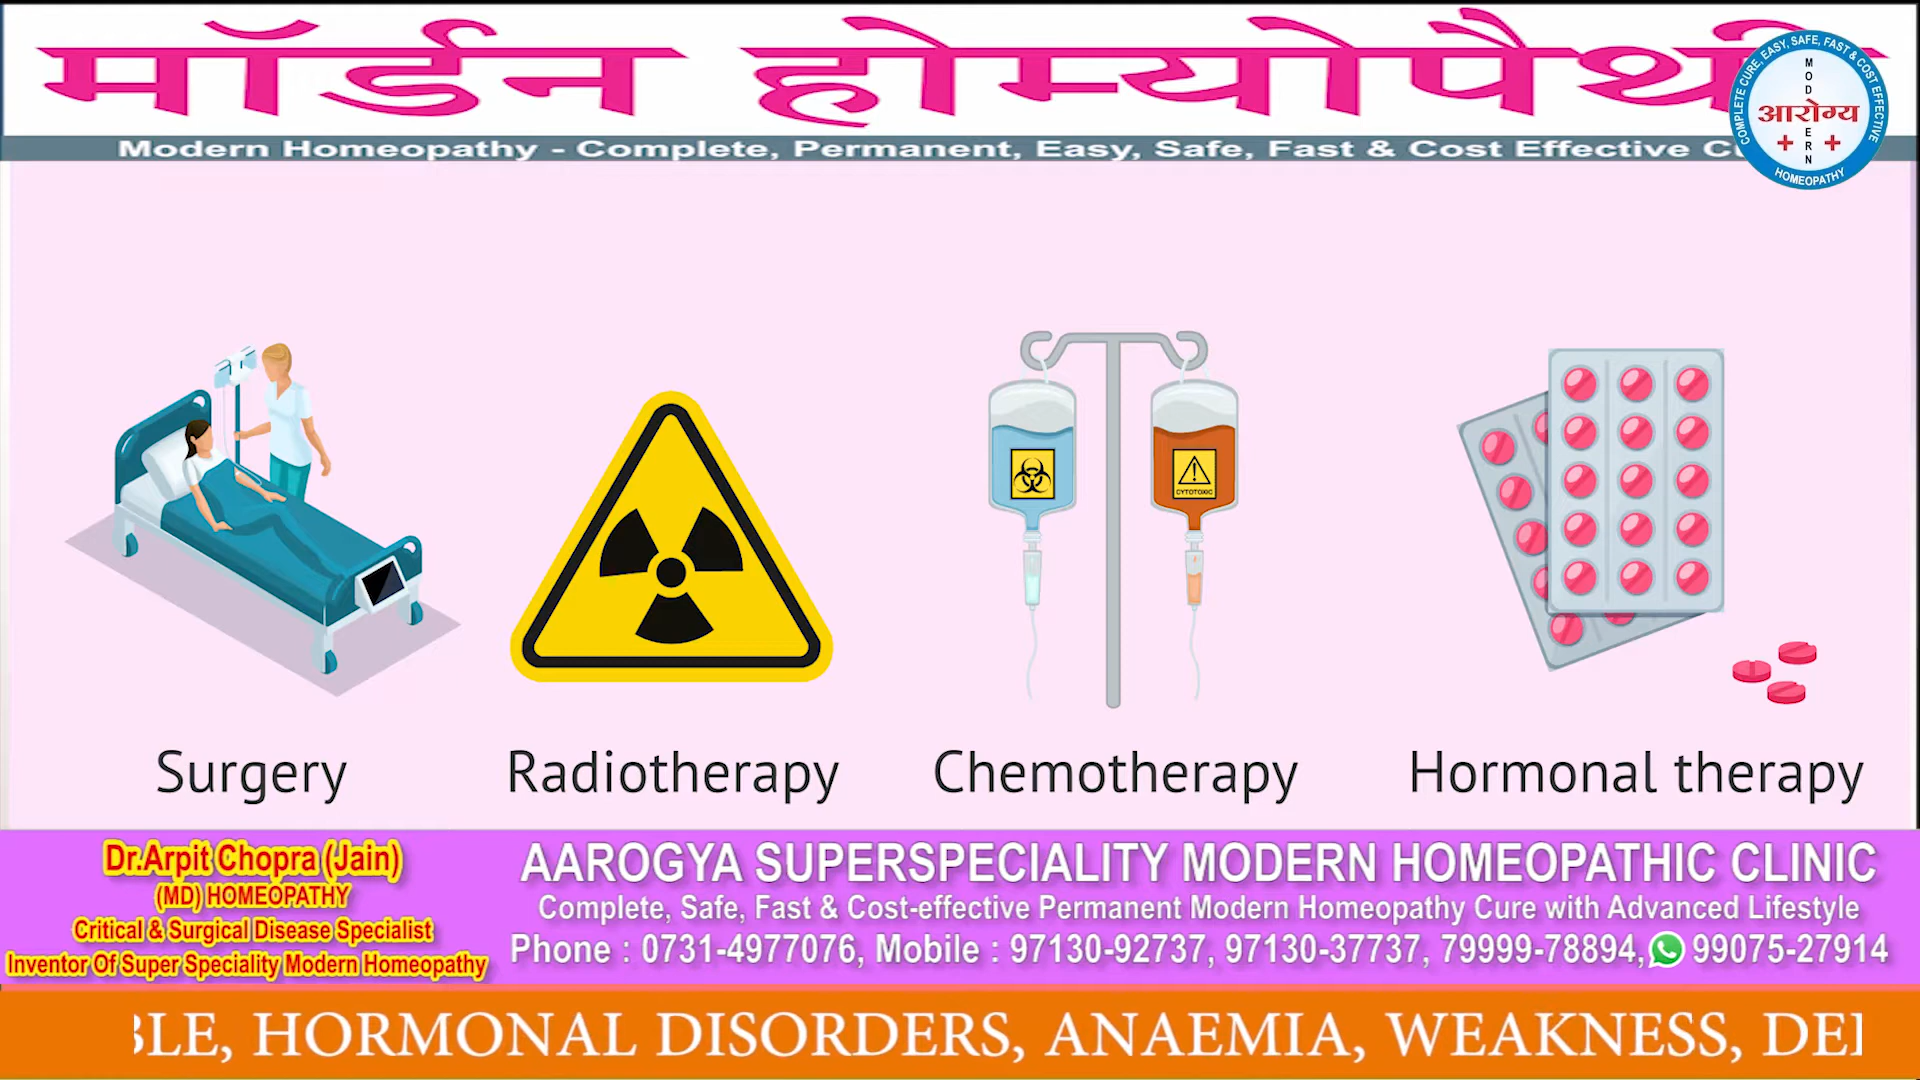 मॉर्डन होम्योपैथी
Modern Homeopathy - Complete, Permanent, Easy, Safe, Fast & Cost Effective
COMPLETE CURE, EASY, SAFE, FAST & COST EFFECTIVE
MODERN
आरोग्य
HOMEOPATHY
CYTOTOXIC
Surgery Radiotherapy Chemotherapy Hormonal therapy
Dr.Arpit Chopra (Jain)
(MD) HOMEOPATHY
Critical & Surgical Disease Specialist
Inventor Of Super Speciality Modern Homeopathy
AAROGYA SUPERSPECIALITY MODERN HOMEOPATHIC CLINIC
Complete, Safe, Fast & Cost-effective Permanent Modern Homeopathy Cure with Advanced Lifestyle
Phone : 0731-4977076, Mobile : 97130-92737, 97130-37737, 79999-78894, 99075-27914
HORMONAL DISORDERS, ANAEMIA, WEAKNESS,